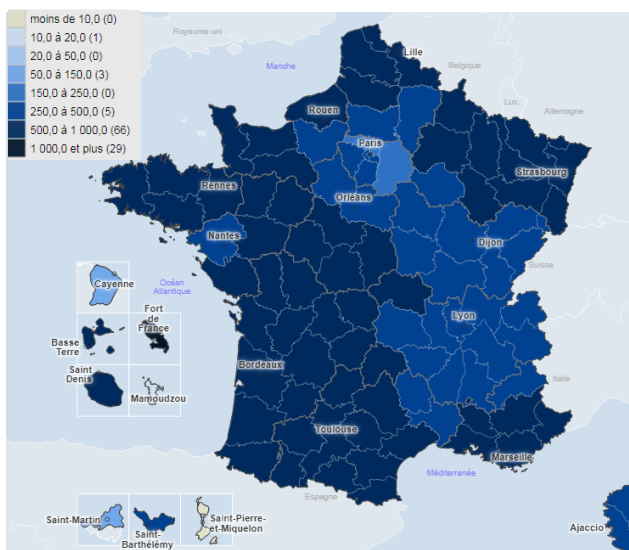 moins de 10,0 (0)
10,0 à 20,0 (1)
20,0 à 50,0 (0)
50,0 à 150,0 (3)
150,0 à 250,0 (0)
250,0 à 500,0 (5)
500,0 à 1 000,0 (66)
1 000,0 et plus (29)
Royaume uni
Lille
Manche
Belgique
Lux.
Allemagne
Rouen
Paris
Strasbourg
Rennes
Orléans
Nantes
Dijon
Suisse
Cayenne
Océan
Atlantique
Fort
de
France
Lyon
Basse
Terre
Saint
Denis
Bordeaux
Italie
Mamoudzou
Toulouse
Marseille
Méditerranée
Espagne
Saint-Martin
Saint-
Barthélémy
Saint-Pierre-
et-Miquelon
Ajaccio